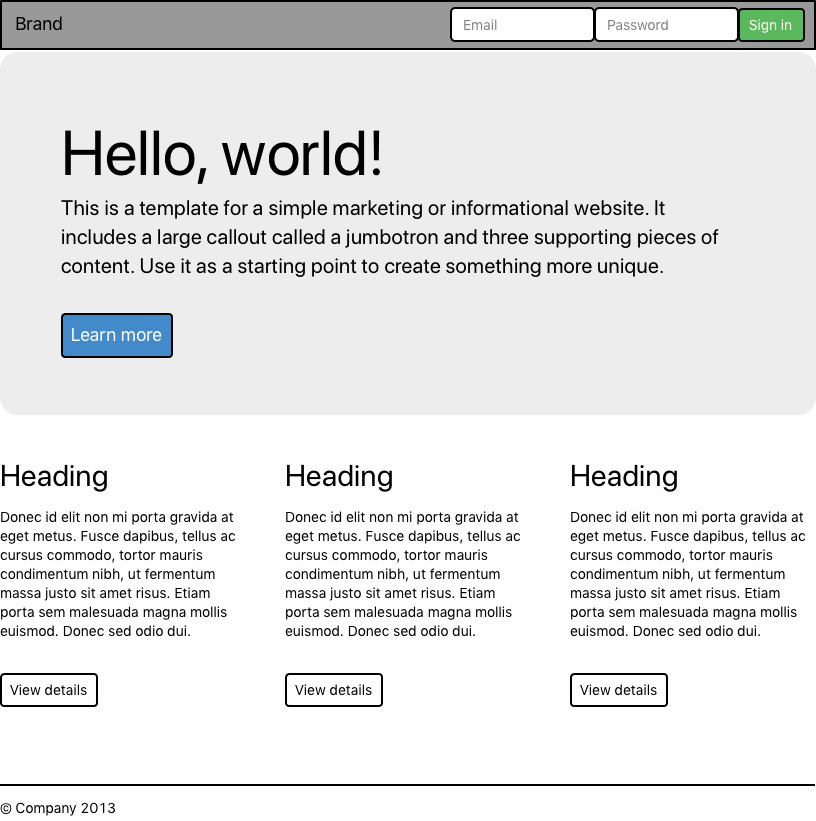 Brand
Email
Password
Sign in
Hello, world!
This is a template for a simple marketing or informational website. It
includes a large callout called a jumbotron and three supporting pieces of
content. Use it as a starting point to create something more unique.
Learn more
Heading
Donec id elit non mi porta gravida at
eget metus. Fusce dapibus, tellus ac
cursus commodo, tortor mauris
condimentum nibh, ut fermentum
massa justo sit amet risus. Etiam
porta sem malesuada magna mollis
euismod. Donec sed odio dui.
View details
Heading
Donec id elit non mi porta gravida at
eget metus. Fusce dapibus, tellus ac
cursus commodo, tortor mauris
condimentum nibh, ut fermentum
massa justo sit amet risus. Etiam
porta sem malesuada magna mollis
euismod. Donec sed odio dui.
View details
Heading
Donec id elit non mi porta gravida at
eget metus. Fusce dapibus, tellus ac
cursus commodo, tortor mauris
condimentum nibh, ut fermentum
massa justo sit amet risus. Etiam
porta sem malesuada magna mollis
euismod. Donec sed odio dui.
View details
© Company 2013